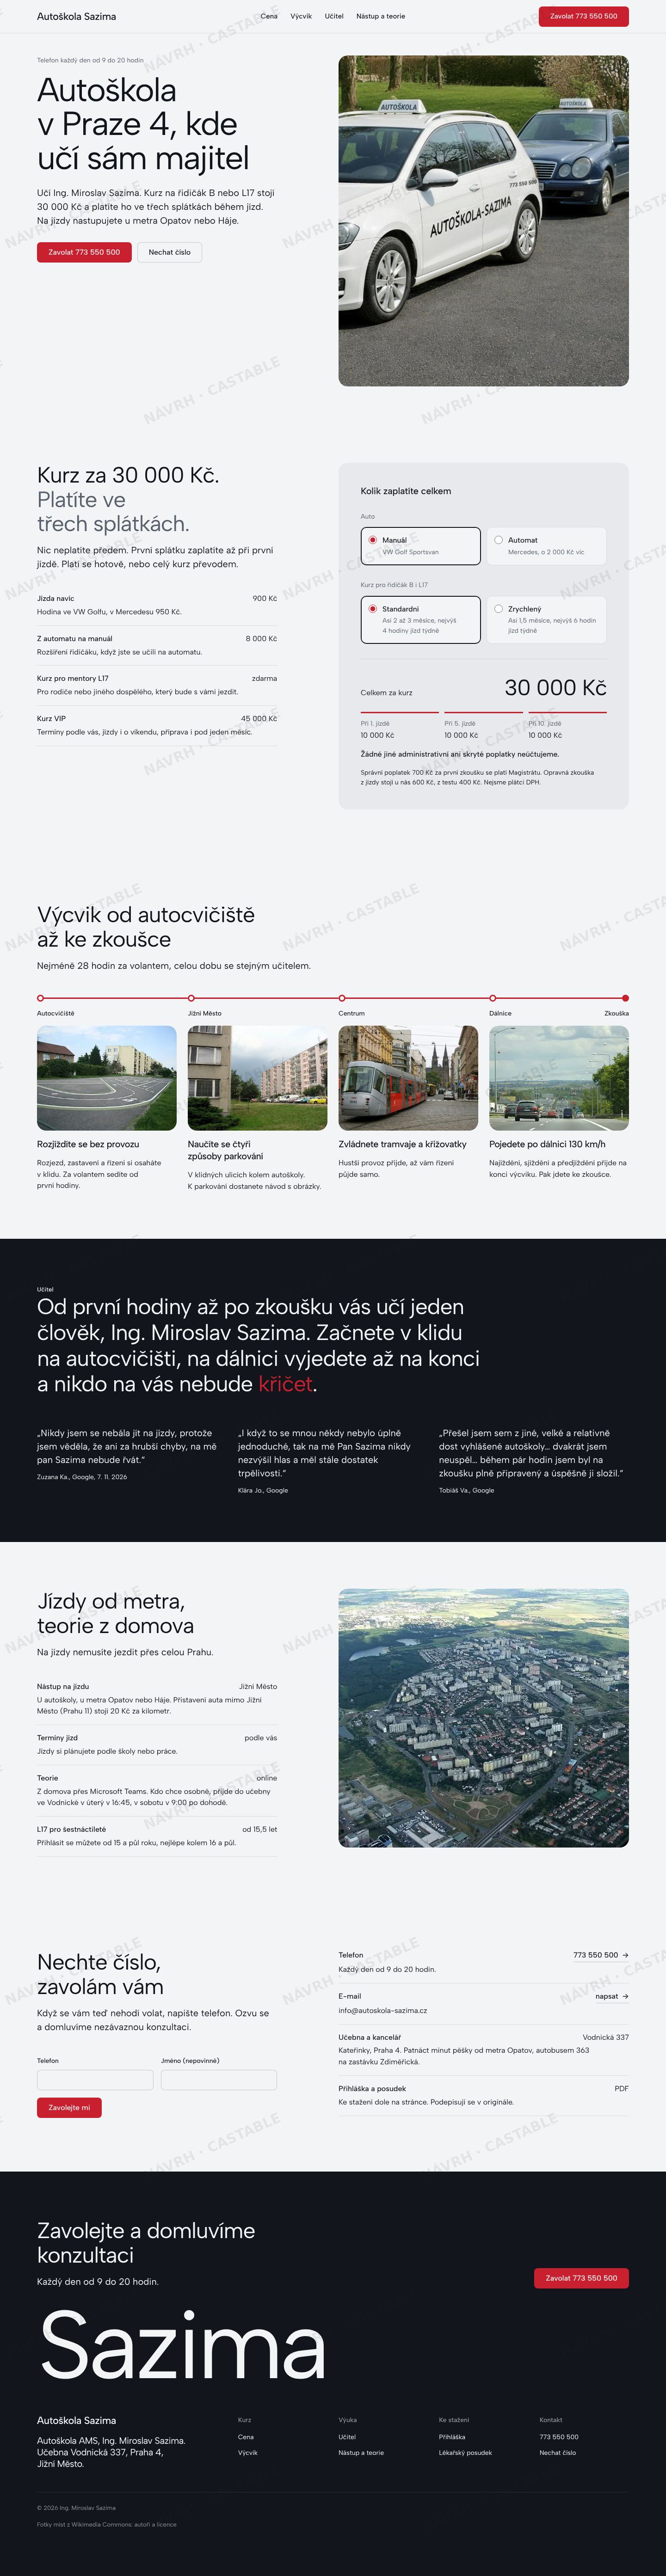 Autoškola Sazima
Cena
Výcvik
Učitel
Nástup a teorie
Zavolat 773 550 500
Telefon každý den od 9 do 20 hodin
Autoškola
v Praze 4, kde
učí sám majitel
Učí Ing. Miroslav Sazima. Kurz na řidičák B nebo L17 stojí
30 000 Kč a platíte ho ve třech splátkách během jízd.
Na jízdy nastupujete u metra Opatov nebo Háje.
Zavolat 773 550 500
Nechat číslo
AUTOŠKOLA
AUTOŠKOLA
773 550 500
AUTOŠKOLA-SAZIMA
NÁVRH · CASTABLE
Kurz za 30 000 Kč.
Platíte ve
třech splátkách.
Nic neplatíte předem. První splátku zaplatíte až při první
jízdě. Platí se hotově, nebo celý kurz převodem.
Jízda navíc
900 Kč
Hodina ve VW Golfu, v Mercedesu 950 Kč.
Z automatu na manuál
8 000 Kč
Rozšíření řidičáku, když jste se učili na automatu.
Kurz pro mentory L17
zdarma
Pro rodiče nebo jiného dospělého, který bude s vámi jezdit.
Kurz VIP
45 000 Kč
Termíny podle vás, jízdy i o víkendu, příprava i pod jeden měsíc.
Kolik zaplatíte celkem
Auto
Manuál
VW Golf Sportsvan
Automat
Mercedes, o 2 000 Kč víc
Kurz pro řidičák B i L17
Standardní
Asi 2 až 3 měsíce, nejvýš
4 hodiny jízd týdně
Zrychlený
Asi 1,5 měsíce, nejvýš 6 hodin
jízd týdně
Celkem za kurz
30 000 Kč
Při 1. jízdě
10 000 Kč
Při 5. jízdě
10 000 Kč
Při 10. jízdě
10 000 Kč
Žádné jiné administrativní ani skryté poplatky neúčtujeme.
Správní poplatek 700 Kč za první zkoušku se platí Magistrátu. Opravná zkouška
z jízdy stojí u nás 600 Kč, z testu 400 Kč. Nejsme plátci DPH.
Výcvik od autocvičiště
až ke zkoušce
Nejméně 28 hodin za volantem, celou dobu se stejným učitelem.
Autocvičiště
Jižní Město
Centrum
Dálnice
Zkouška
Rozjíždíte se bez provozu
Rozjezd, zastavení a řízení si osaháte
v klidu. Za volantem sedíte od
první hodiny.
Naučíte se čtyři
způsoby parkování
V klidných ulicích kolem autoškoly.
K parkování dostanete návod s obrázky.
Zvládnete tramvaje a křižovatky
Hustší provoz přijde, až vám řízení
půjde samo.
Pojedete po dálnici 130 km/h
Najíždění, sjíždění a předjíždění přijde na
konci výcviku. Pak jdete ke zkoušce.
Učitel
Od první hodiny až po zkoušku vás učí jeden
člověk, Ing. Miroslav Sazima. Začnete v klidu
na autocvičišti, na dálnici vyjedete až na konci
a nikdo na vás nebude křičet.
„Nikdy jsem se nebála jít na jízdy, protože
jsem věděla, že ani za hrubší chyby, na mě
pan Sazima nebude řvát.“
Zuzana Ka., Google, 7. 11. 2026
„I když to se mnou někdy nebylo úplně
jednoduché, tak na mě Pan Sazima nikdy
nezvýšil hlas a měl stále dostatek
trpělivosti.“
Klára Jo., Google
„Přešel jsem sem z jiné, velké a relativně
dost vyhlášené autoškoly… dvakrát jsem
neuspěl… během pár hodin jsem byl na
zkoušku plně připravený a úspěšně ji složil.“
Tobiáš Va., Google
Jízdy od metra,
teorie z domova
Na jízdy nemusíte jezdit přes celou Prahu.
Nástup na jízdu
Jižní Město
U autoškoly, u metra Opatov nebo Háje. Přistavení auta mimo Jižní
Město (Prahu 11) stojí 20 Kč za kilometr.
Termíny jízd
podle vás
Jízdy si plánujete podle školy nebo práce.
Teorie
online
Z domova přes Microsoft Teams. Kdo chce osobně, přijde do učebny
ve Vodnické v úterý v 16:45, v sobotu v 9:00 po dohodě.
L17 pro šestnáctileté
od 15,5 let
Přihlásit se můžete od 15 a půl roku, nejlépe kolem 16 a půl.
Nechte číslo,
zavolám vám
Když se vám teď nehodí volat, napište telefon. Ozvu se
a domluvíme nezávaznou konzultaci.
Telefon
Jméno (nepovinné)
Zavolejte mi
Telefon
773 550 500 →
Každý den od 9 do 20 hodin.
E-mail
napsat →
info@autoskola-sazima.cz
Učebna a kancelář
Vodnická 337
Kateřinky, Praha 4. Patnáct minut pěšky od metra Opatov, autobusem 363
na zastávku Zdiměřická.
Přihláška a posudek
PDF
Ke stažení dole na stránce. Podepisují se v originále.
Zavolejte a domluvíme
konzultaci
Každý den od 9 do 20 hodin.
Zavolat 773 550 500
Sazima
Autoškola Sazima
Autoškola AMS, Ing. Miroslav Sazima.
Učebna Vodnická 337, Praha 4,
Jižní Město.
Kurz
Cena
Výcvik
Výuka
Učitel
Nástup a teorie
Ke stažení
Přihláška
Lékařský posudek
Kontakt
773 550 500
Nechat číslo
© 2026 Ing. Miroslav Sazima
Fotky míst z Wikimedia Commons: autoři a licence